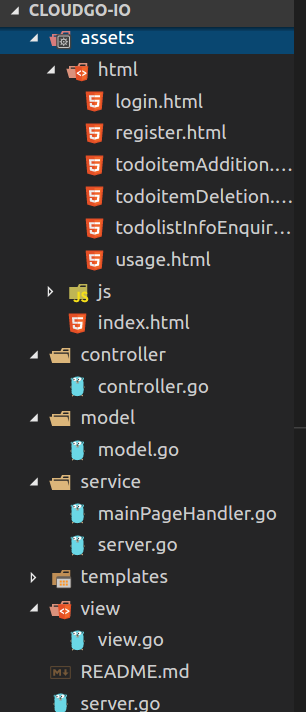 CLOUDGO-IO
assets
html
login.html
register.html
todoitemAddition....
todoitemDeletion....
todolistInfoEnquir...
usage.html
JS js
index.html
controller
controller.go
model
model.go
service
mainPageHandler.go
server.go
templates
view
view.go
README.md
server.go